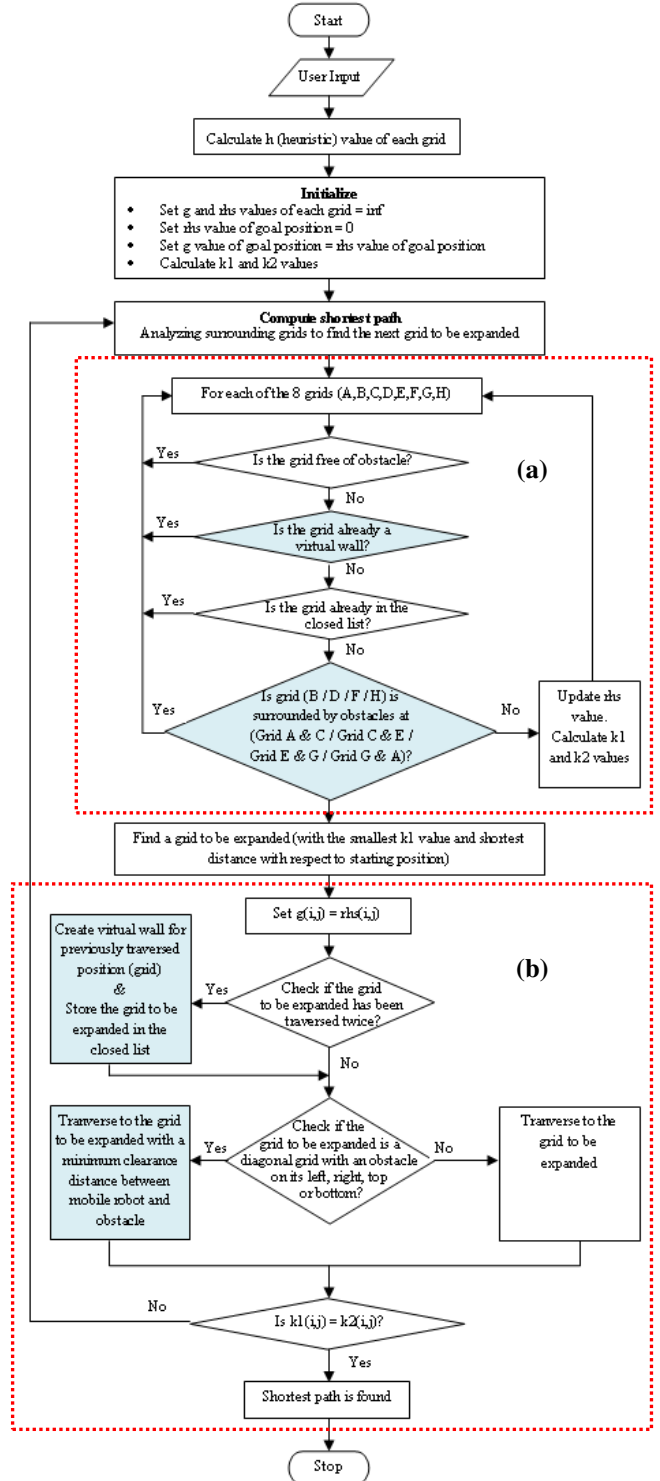 Start
User Input
Calculate h (heuristic) value of each grid
Initialize
• Set g and rhs values of each grid = inf
• Set rhs value of goal position = 0
• Set g value of goal position = rhs value of goal position
• Calculate k1 and k2 values
Compute shortest path
Analyzing surrounding grids to find the next grid to be expanded
For each of the 8 grids (A,B,C,D,E,F,G,H)
(a)
Yes
Is the grid free of obstacle?
No
Yes
Is the grid already a
virtual wall?
No
Yes
Is the grid already in the
closed list?
No
Yes
Is grid (B / D / F / H) is
surrounded by obstacles at
(Grid A & C / Grid C & E /
Grid E & G / Grid G & A)?
No
Update rhs
value.
Calculate k1
and k2 values
Find a grid to be expanded (with the smallest k1 value and shortest
distance with respect to starting position)
(b)
Set g(i,j) = rhs(i,j)
Create virtual wall for
previously traversed
position (grid)
&
Store the grid to be
expanded in the
closed list
Yes
Check if the grid
to be expanded has been
traversed twice?
No
Tranverse to the grid
to be expanded with a
minimum clearance
distance between
mobile robot and
obstacle
Yes
Check if the
grid to be expanded is a
diagonal grid with an obstacle
on its left, right, top
or bottom?
No
Tranverse to the
grid to be
expanded
No
Is k1(i,j) = k2(i,j)?
Yes
Shortest path is found
Stop